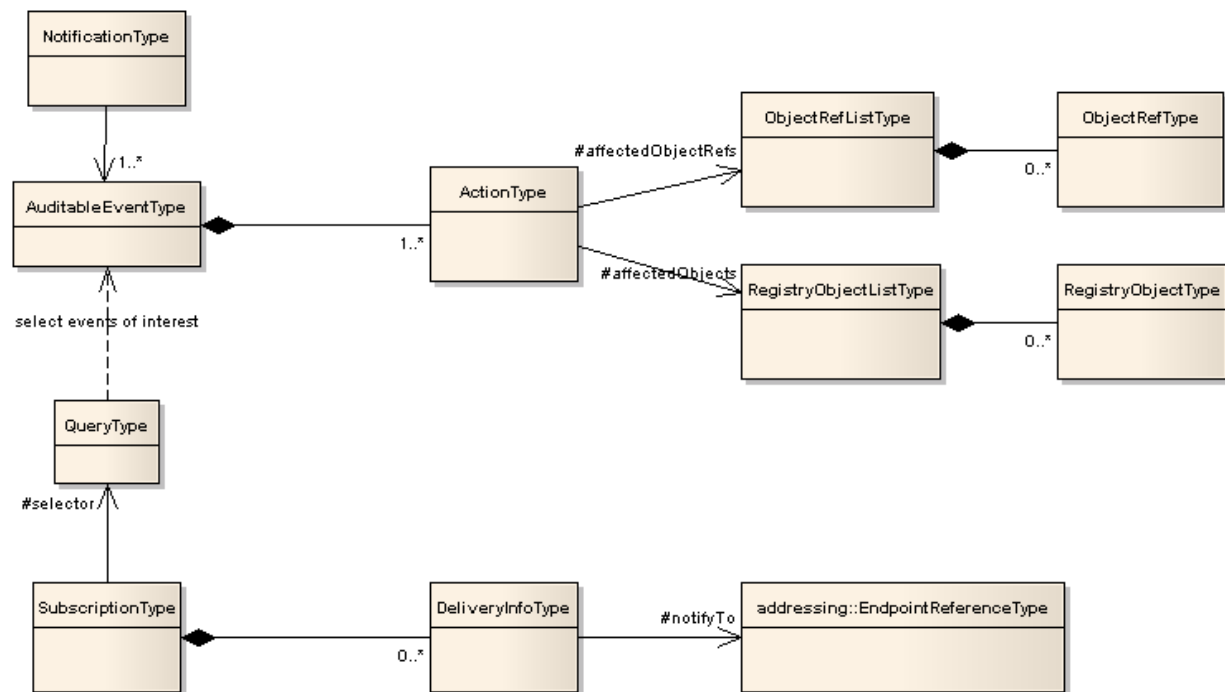 NotificationType
1..*
AuditableEventType
ActionType
1..*
#affectedObjectRefs
ObjectRefListType
ObjectRefType
0..*
#affectedObjects
RegistryObjectListType
RegistryObjectType
0..*
select events of interest
QueryType
#selector
SubscriptionType
DeliveryInfoType
0..*
#notifyTo
addressing::EndpointReferenceType